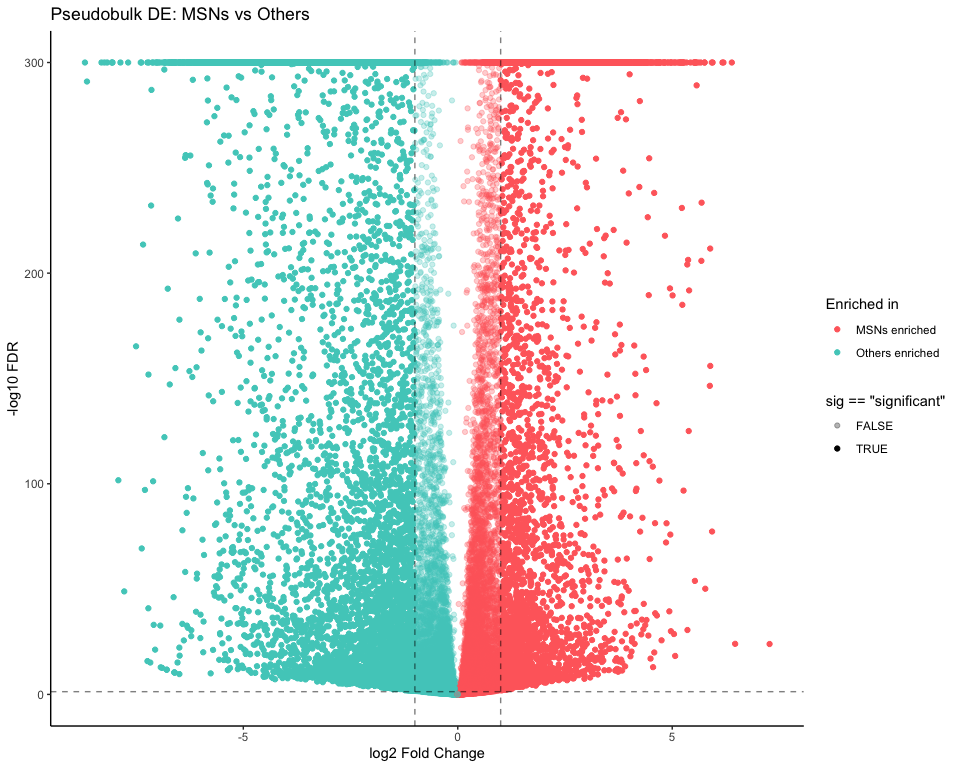 Pseudobulk DE: MSNs vs Others
300
200
100
0
-log10 FDR
-5
0
5
log2 Fold Change
Enriched in
MSNs enriched
Others enriched
sig == "significant"
FALSE
TRUE